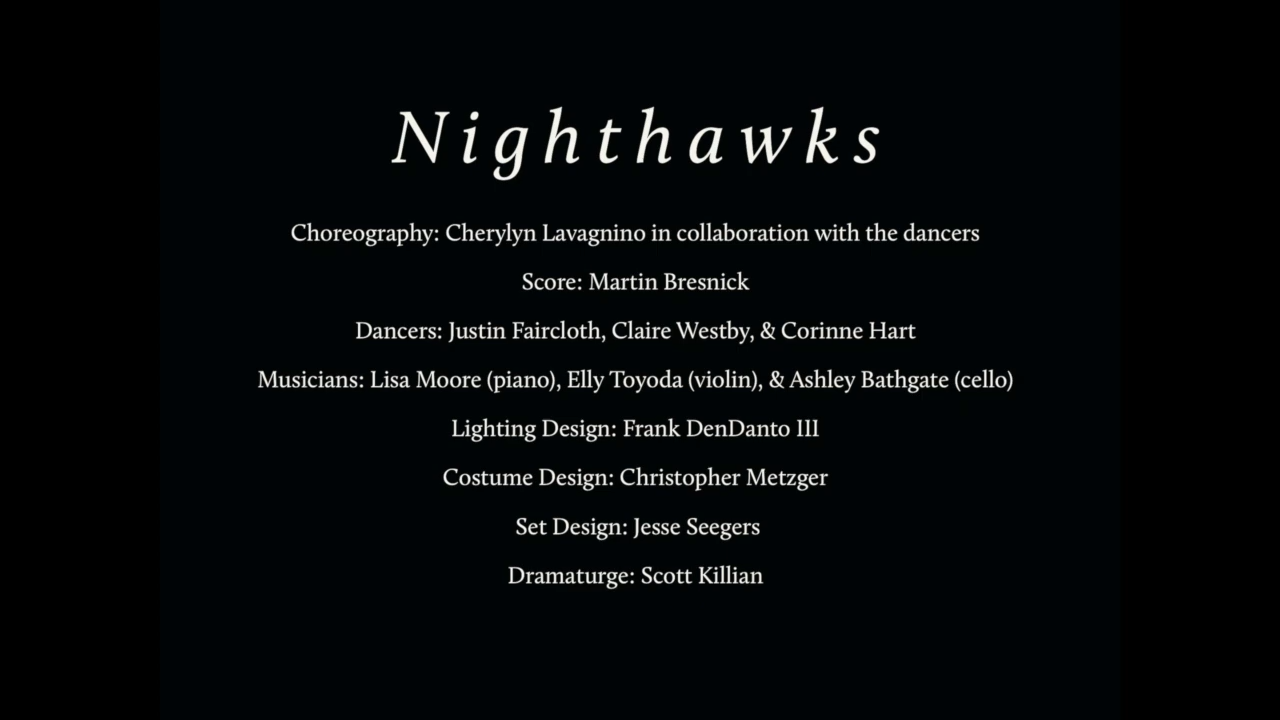 Nighthawks
Choreography: Cherylyn Lavagnino in collaboration with the dancers
Score: Martin Bresnick
Dancers: Justin Faircloth, Claire Westby, & Corinne Hart
Musicians: Lisa Moore (piano), Elly Toyoda (violin), & Ashley Bathgate (cello)
Lighting Design: Frank DenDanto III
Costume Design: Christopher Metzger
Set Design: Jesse Seegers
Dramaturge: Scott Killian